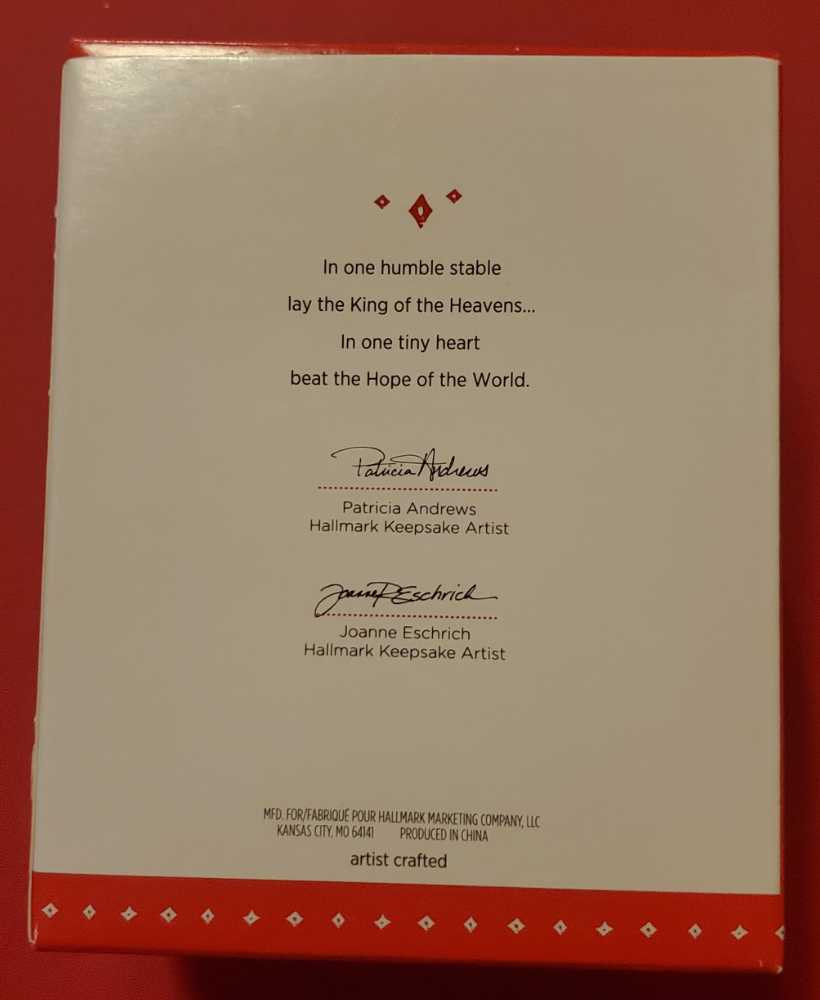 In one humble stable
lay the King of the Heavens...
In one tiny heart
beat the Hope of the World.
Patricia Andrews
Patricia Andrews
Hallmark Keepsake Artist
Joanne Eschrich
Joanne Eschrich
Hallmark Keepsake Artist
MFD. FOR/FABRIQUÉ POUR HALLMARK MARKETING COMPANY, LLC
KANSAS CITY, MO 64141 PRODUCED IN CHINA
artist crafted